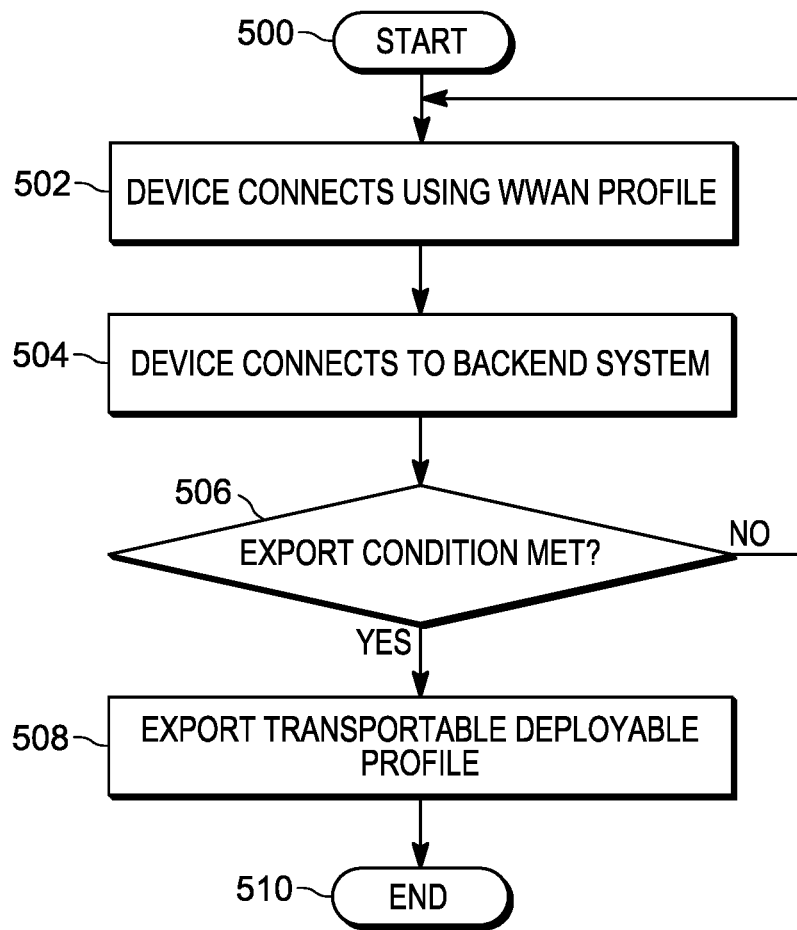 500
START
502
DEVICE CONNECTS USING WWAN PROFILE
504
DEVICE CONNECTS TO BACKEND SYSTEM
506
EXPORT CONDITION MET?
NO
YES
508
EXPORT TRANSPORTABLE DEPLOYABLE
PROFILE
510
END